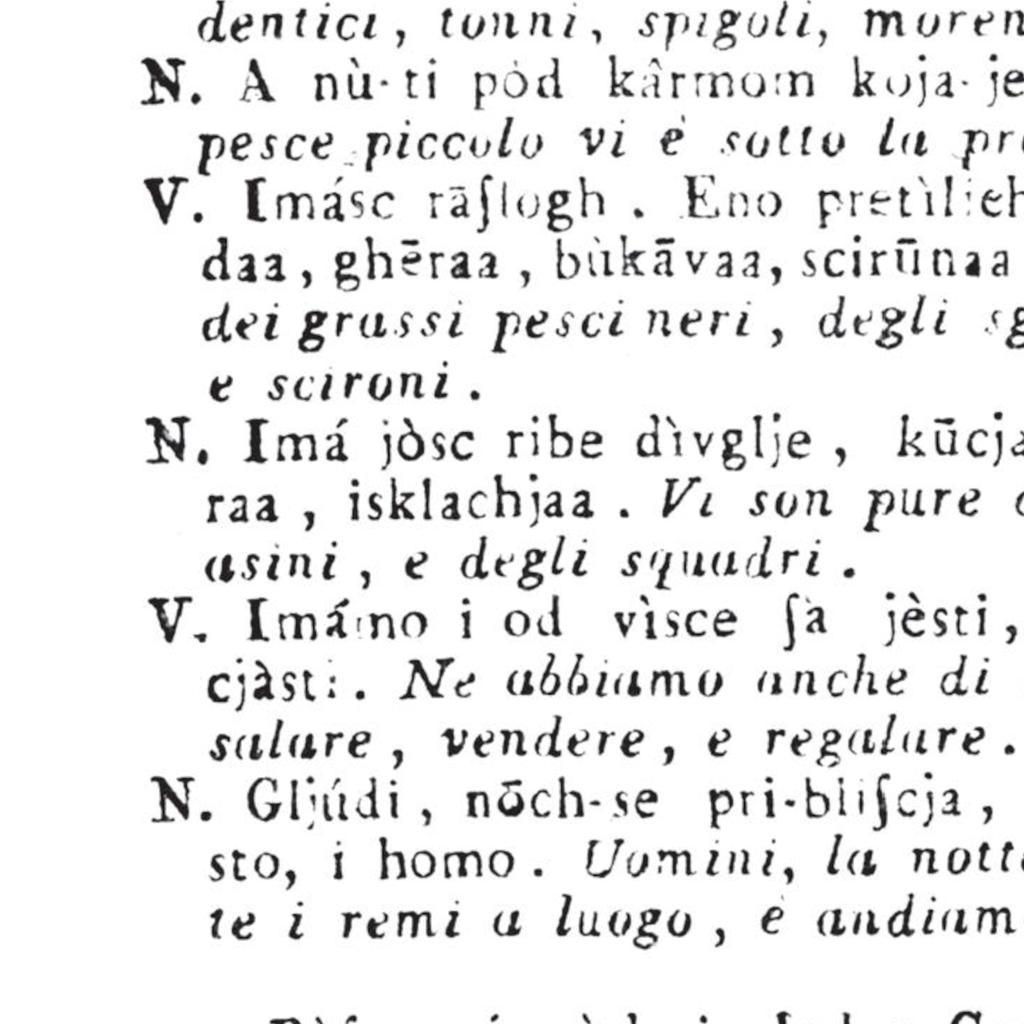 dentici, tonni, spigoli, moren
N. A nù-ti pòd kârmom koja-je
pesce piccolo vi è sotto la pr
V. Imásc rāſlogh. Eno pretìlieh
daa, ghēraa, bùkāvaa, scirūnaa
dei grassi pesci neri, degli sg
e scironi.
N. Imá jòsc ribe dìvglje, kūcja
raa, isklachjaa. Vi son pure
asini, e degli squadri.
V. Imámo i od vìsce ſà jèsti,
cjàsti. Ne abbiamo anche di
salare, vendere, e regalare.
N. Gljúdi, nōch-se pri-bliſcja,
sto, i homo. Uomini, la notte
te i remi a luogo, è andiam